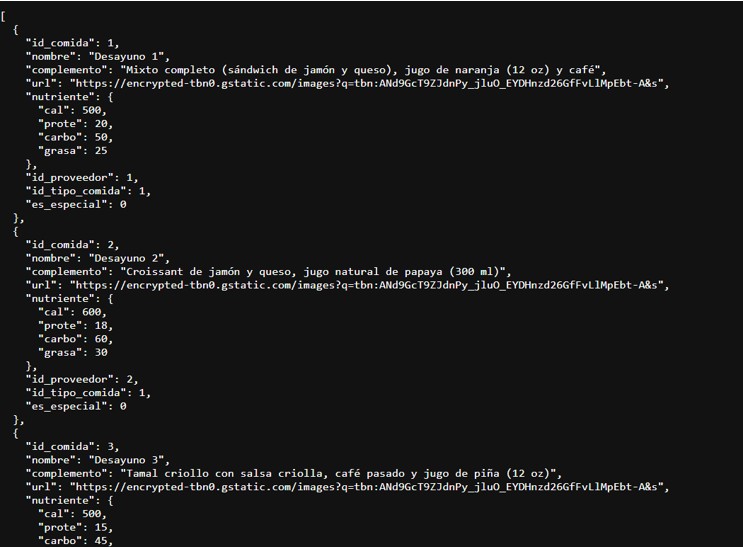 [
  {
    "id_comida": 1,
    "nombre": "Desayuno 1",
    "complemento": "Mixto completo (sándwich de jamón y queso), jugo de naranja (12 oz) y café",
    "url": "https://encrypted-tbn0.gstatic.com/images?q=tbn:ANd9GcT9ZJdnPy_jluO_EYDHnzd26GfFvLlMpEbt-A&s",
    "nutriente": {
      "cal": 500,
      "prote": 20,
      "carbo": 50,
      "grasa": 25
    },
    "id_proveedor": 1,
    "id_tipo_comida": 1,
    "es_especial": 0
  },
  {
    "id_comida": 2,
    "nombre": "Desayuno 2",
    "complemento": "Croissant de jamón y queso, jugo natural de papaya (300 ml)",
    "url": "https://encrypted-tbn0.gstatic.com/images?q=tbn:ANd9GcT9ZJdnPy_jluO_EYDHnzd26GfFvLlMpEbt-A&s",
    "nutriente": {
      "cal": 600,
      "prote": 18,
      "carbo": 60,
      "grasa": 30
    },
    "id_proveedor": 2,
    "id_tipo_comida": 1,
    "es_especial": 0
  },
  {
    "id_comida": 3,
    "nombre": "Desayuno 3",
    "complemento": "Tamal criollo con salsa criolla, café pasado y jugo de piña (12 oz)",
    "url": "https://encrypted-tbn0.gstatic.com/images?q=tbn:ANd9GcT9ZJdnPy_jluO_EYDHnzd26GfFvLlMpEbt-A&s",
    "nutriente": {
      "cal": 500,
      "prote": 15,
      "carbo": 45,